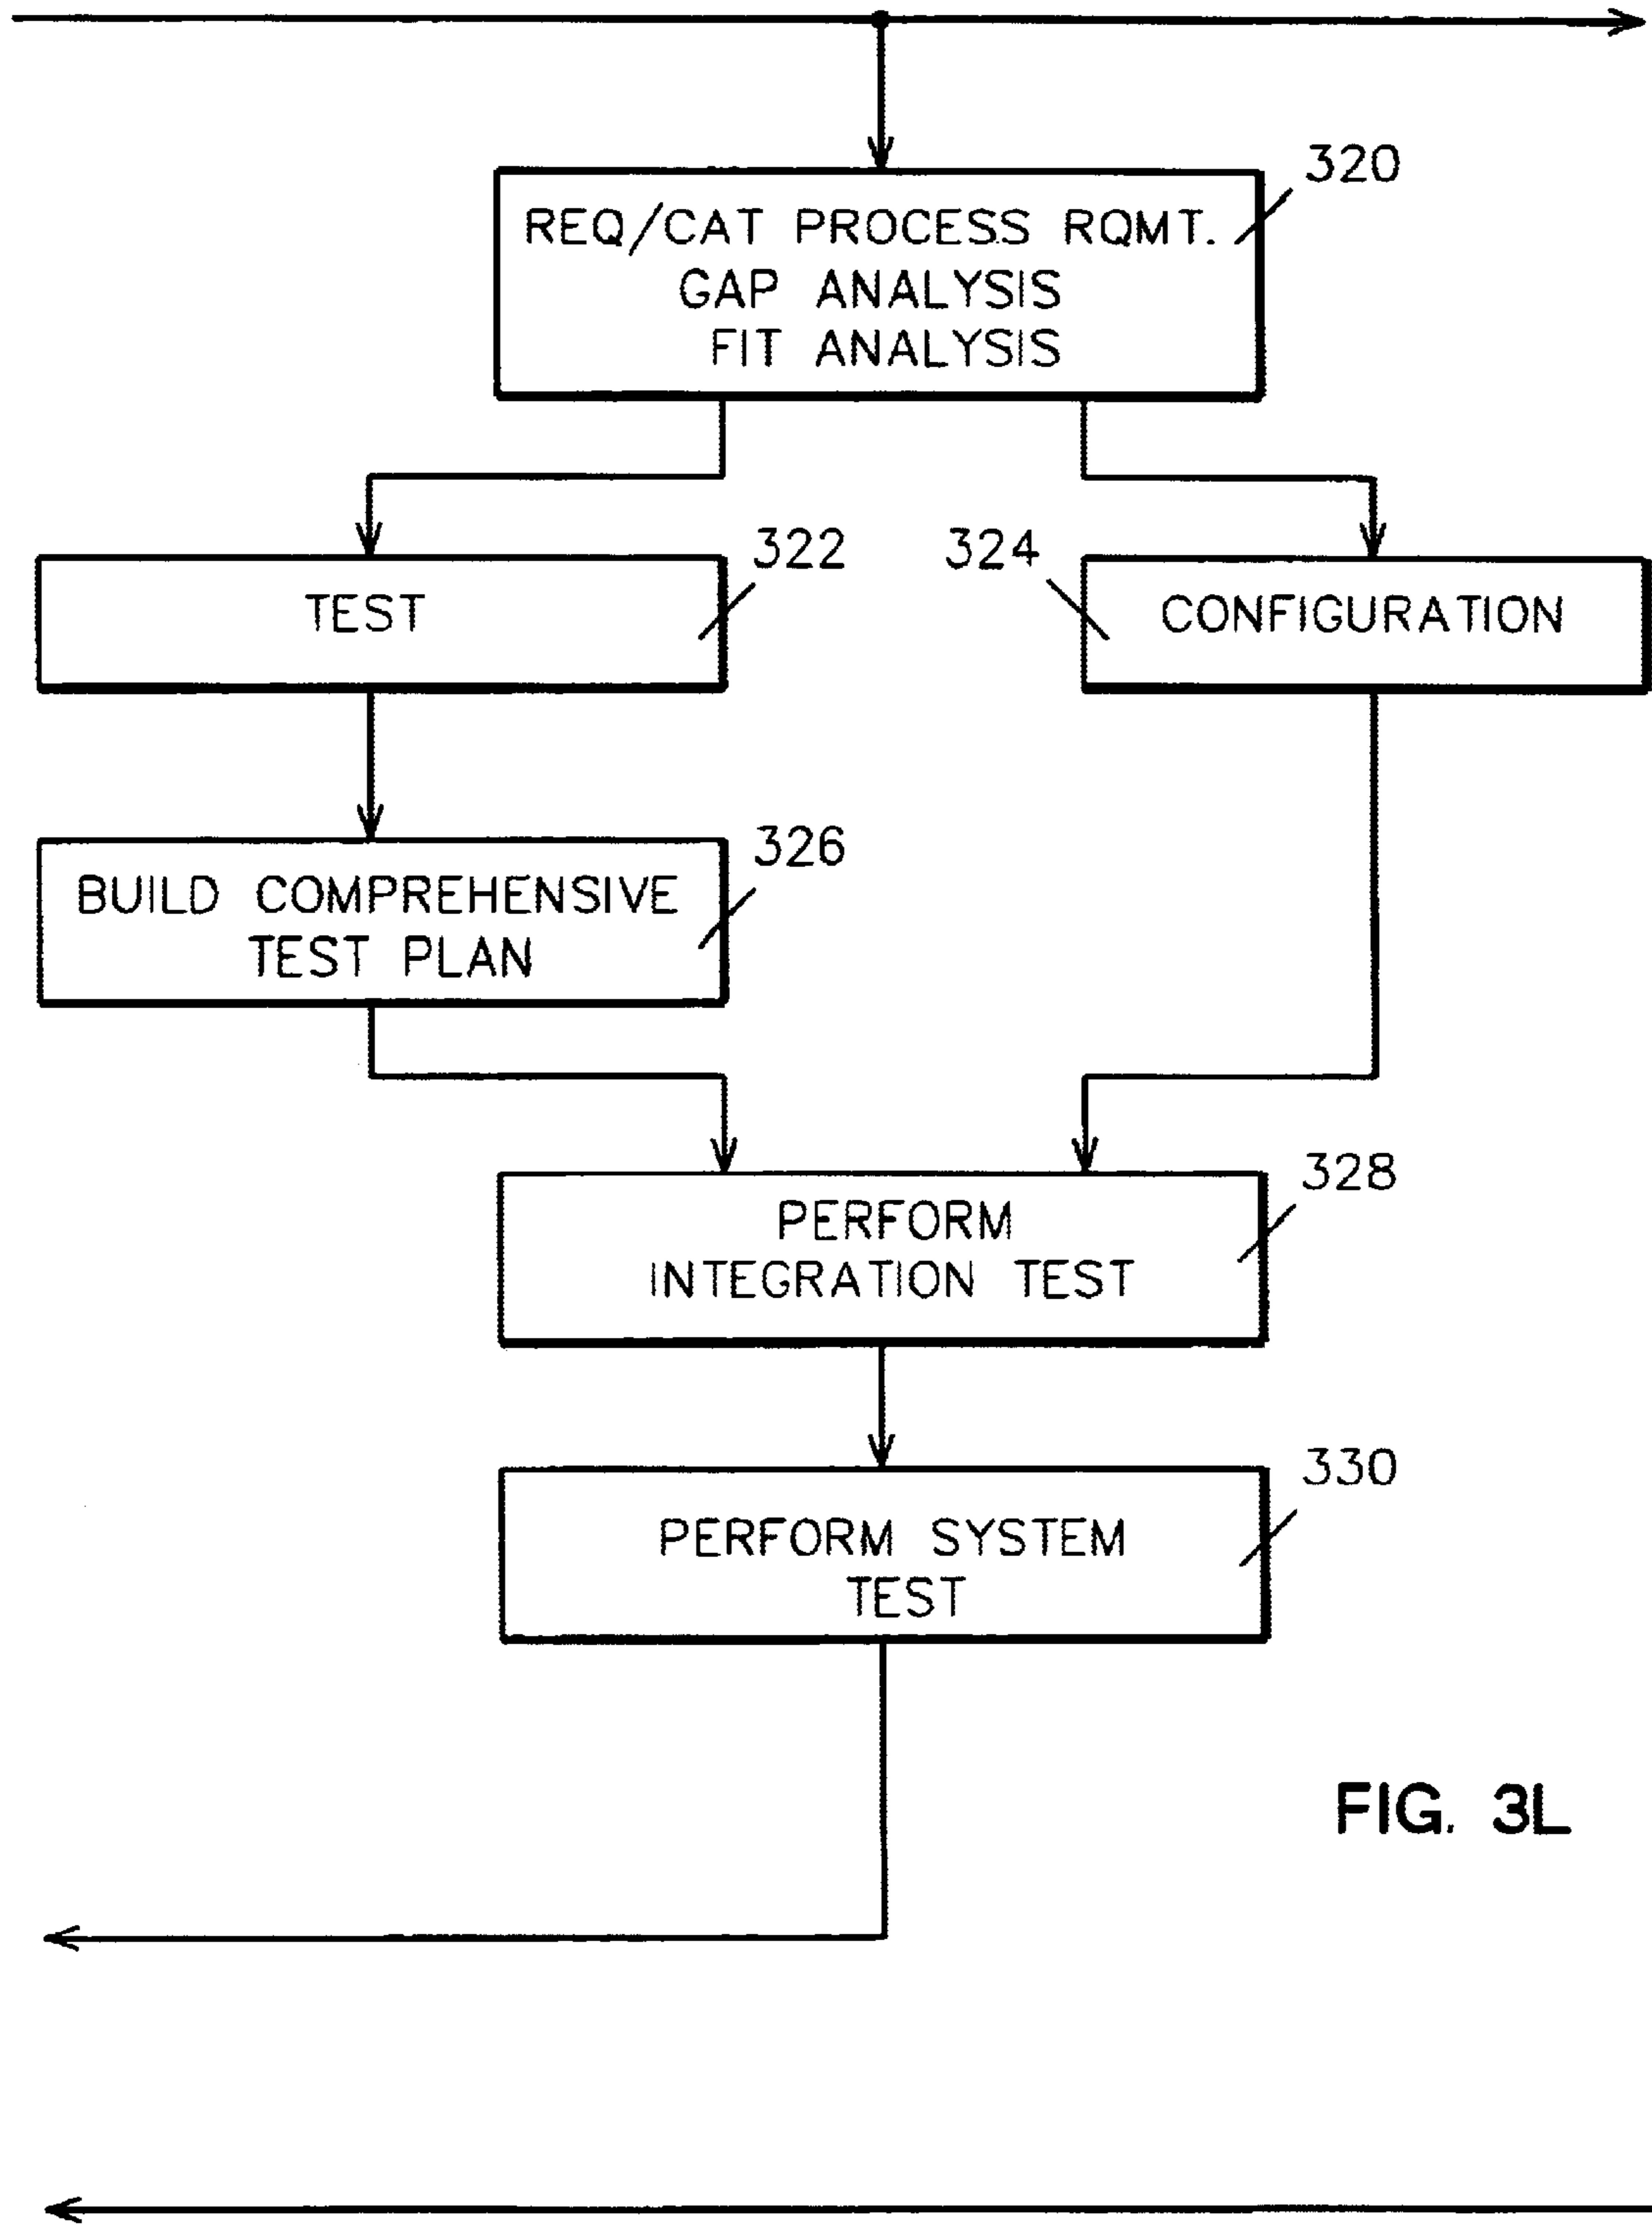 320
REQ/CAT PROCESS RQMT.
GAP ANALYSIS
FIT ANALYSIS
322
324
TEST
CONFIGURATION
326
BUILD COMPREHENSIVE
TEST PLAN
328
PERFORM
INTEGRATION TEST
330
PERFORM SYSTEM
TEST
FIG. 3L